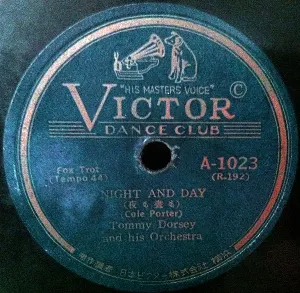 "HIS MASTERS VOICE"
©
VICTOR
DANCE CLUB
Fox Trot
(Tempo 44)
A-1023
(R-192)
NIGHT AND DAY
(夜も昼も)
(Cole Porter)
Tommy Dorsey
and his Orchestra